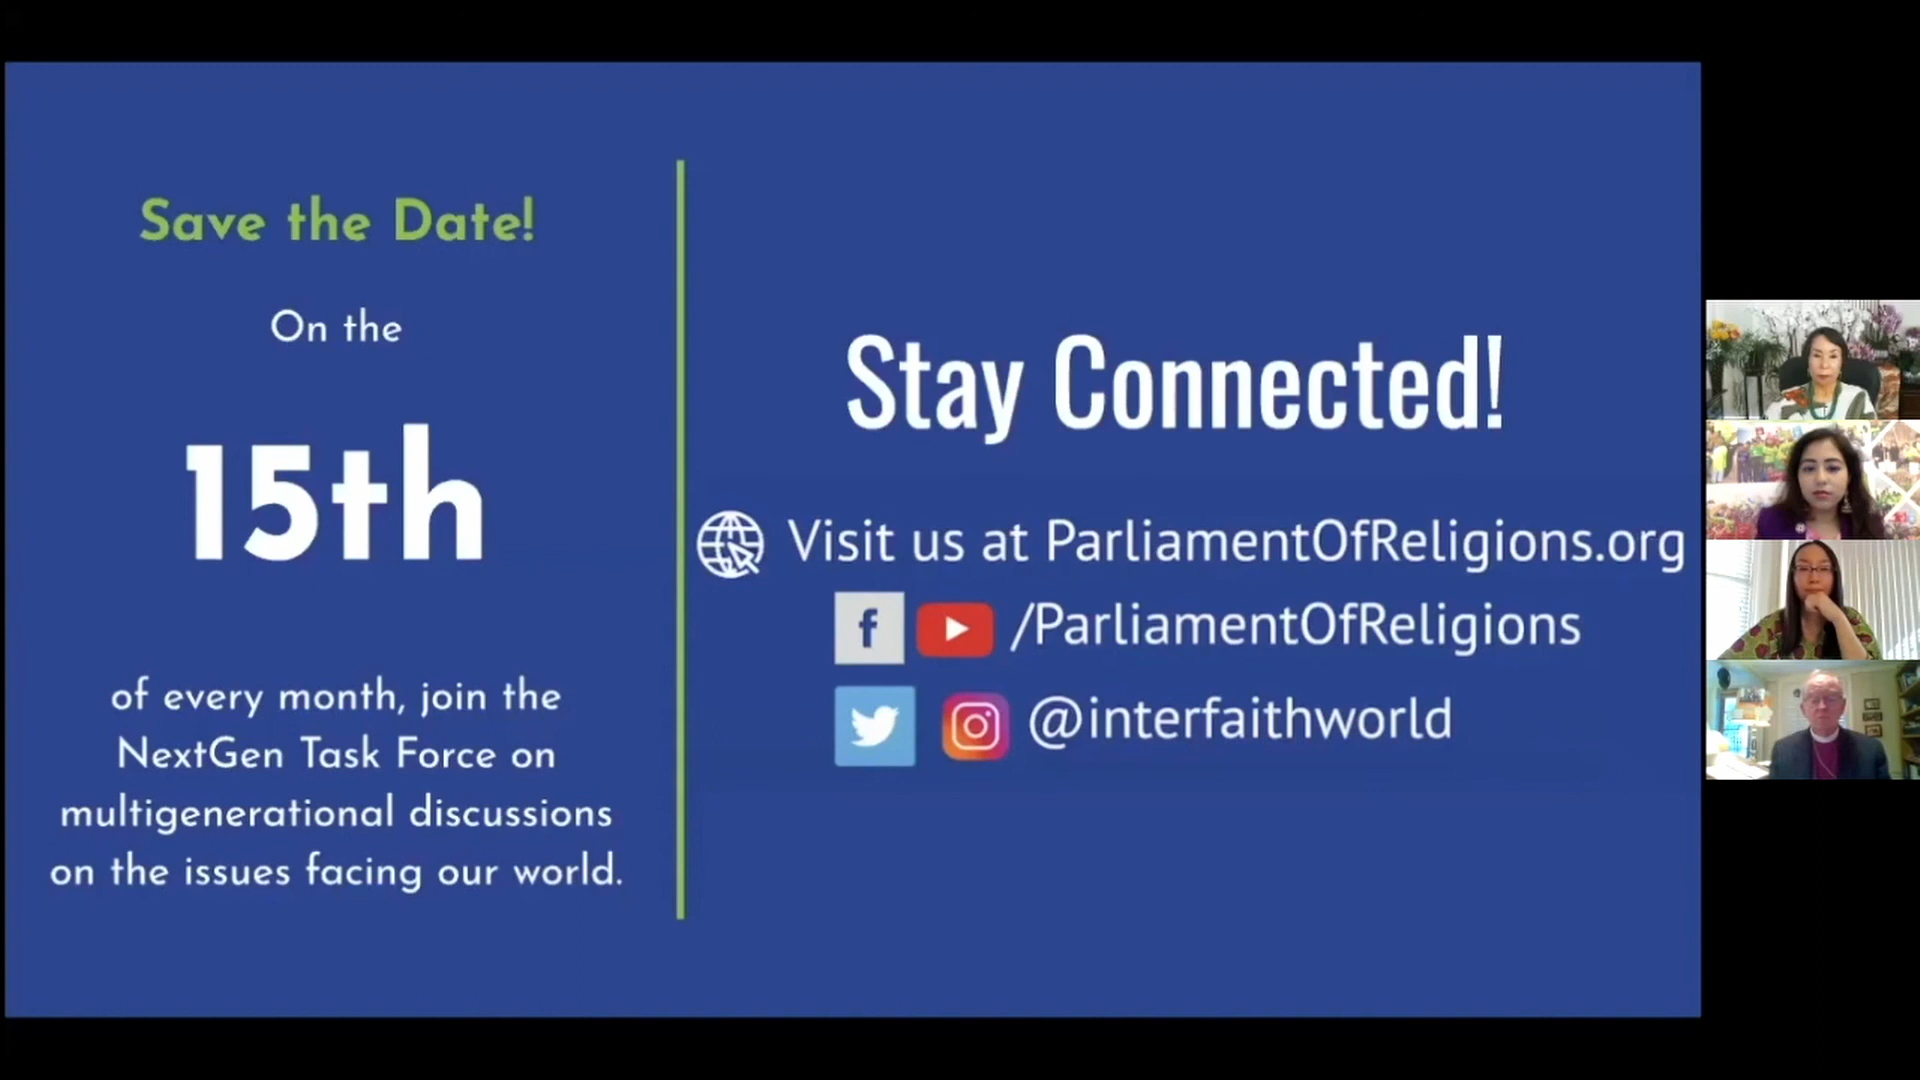 Save the Date!
On the
15th
of every month, join the
NextGen Task Force on
multigenerational discussions
on the issues facing our world.
Stay Connected!
Visit us at ParliamentOfReligions.org
f /ParliamentOfReligions
@interfaithworld